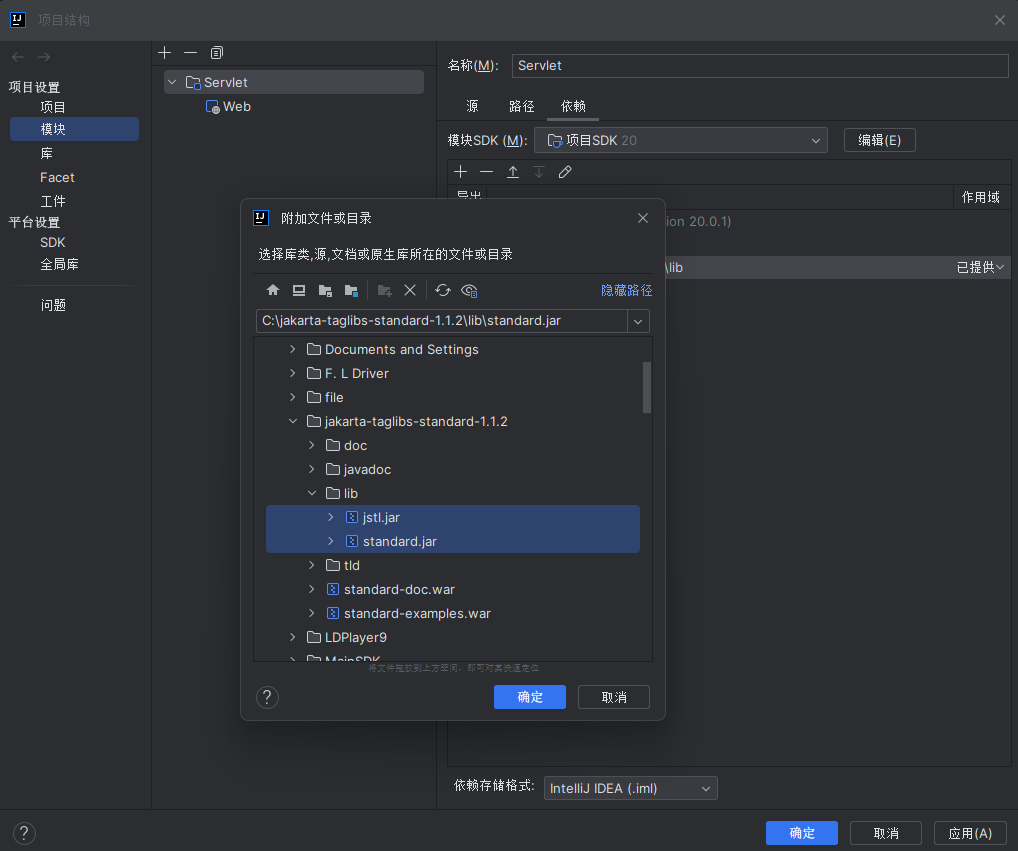 项目结构
项目设置
项目
模块
库
Facet
工件
平台设置
SDK
全局库
问题
Servlet
Web
名称(M):
Servlet
源
路径
依赖
模块SDK (M):
项目SDK 20
编辑(E)
导出
作用域
ion 20.0.1)
\lib
已提供
附加文件或目录
选择库类,源,文档或原生库所在的文件或目录
隐藏路径
C:\jakarta-taglibs-standard-1.1.2\lib\standard.jar
Documents and Settings
F. L Driver
file
jakarta-taglibs-standard-1.1.2
doc
javadoc
lib
jstl.jar
standard.jar
tld
standard-doc.war
standard-examples.war
LDPlayer9
MainSDK
将文件拖放到上方空间，即可对其快速定位
?
确定
取消
依赖存储格式:
IntelliJ IDEA (.iml)
?
确定
取消
应用(A)